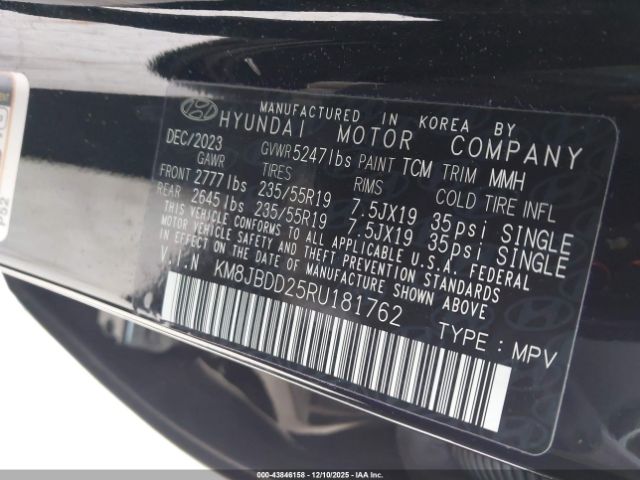 MANUFACTURED IN KOREA BY
HYUNDAI MOTOR COMPANY
DEC/2023 GVWR 5247lbs PAINT TCM TRIM MMH
GAWR TIRES RIMS COLD TIRE INFL
FRONT 2777lbs 235/55R19 7.5JX19 35psi SINGLE
REAR 2645lbs 235/55R19 7.5JX19 35psi SINGLE
THIS VEHICLE CONFORMS TO ALL APPLICABLE U.S.A. FEDERAL
MOTOR VEHICLE SAFETY AND THEFT PREVENTION STANDARDS
IN EFFECT ON THE DATE OF MANUFACTURE SHOWN ABOVE
V.I.N KM8JBDD25RU181762
TYPE : MPV
P52
000-43846158 - 12/10/2025 - IAAI.com